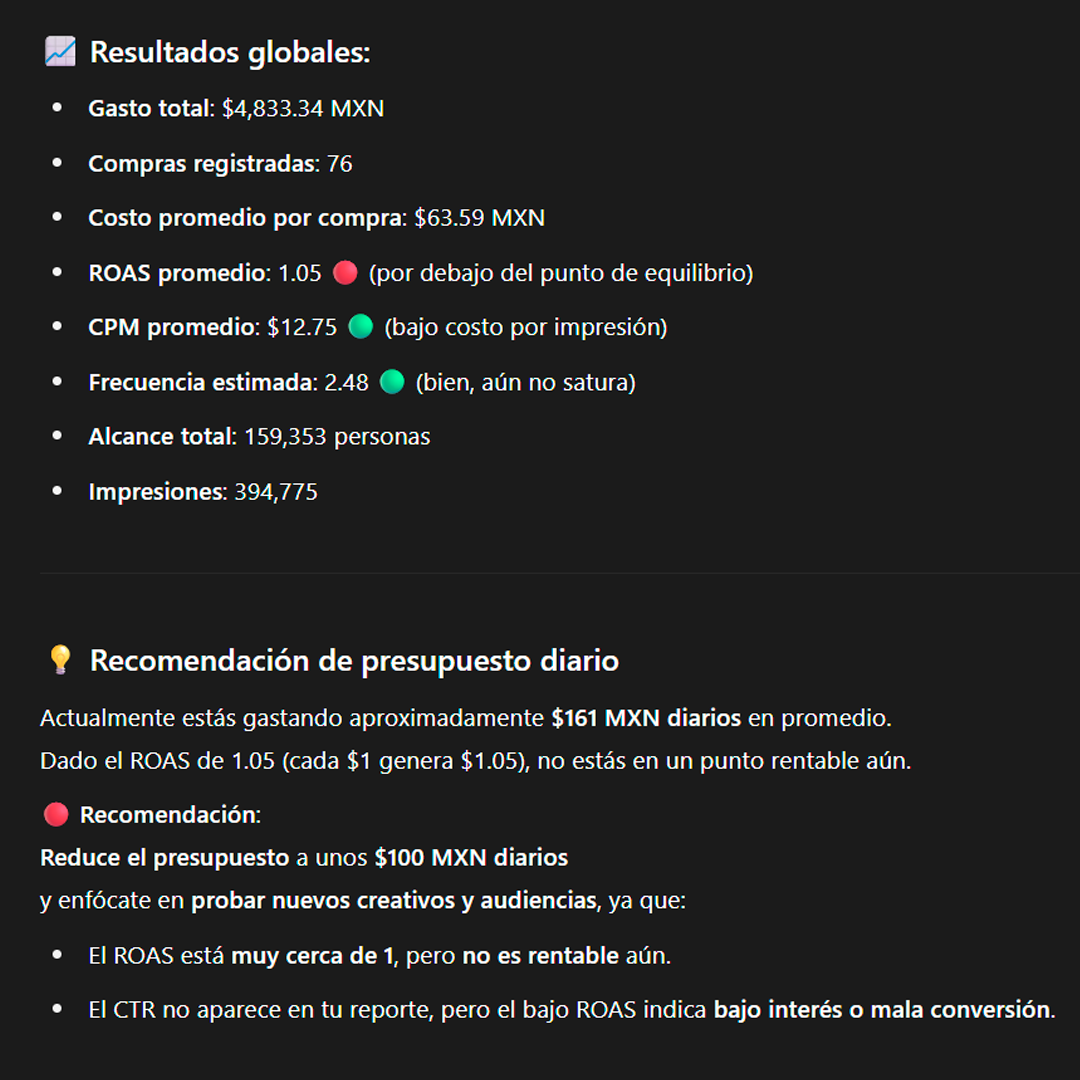 📈 Resultados globales:
• Gasto total: $4,833.34 MXN
• Compras registradas: 76
• Costo promedio por compra: $63.59 MXN
• ROAS promedio: 1.05 🔴 (por debajo del punto de equilibrio)
• CPM promedio: $12.75 🟢 (bajo costo por impresión)
• Frecuencia estimada: 2.48 🟢 (bien, aún no satura)
• Alcance total: 159,353 personas
• Impresiones: 394,775
💡 Recomendación de presupuesto diario
Actualmente estás gastando aproximadamente $161 MXN diarios en promedio.
Dado el ROAS de 1.05 (cada $1 genera $1.05), no estás en un punto rentable aún.
🔴 Recomendación:
Reduce el presupuesto a unos $100 MXN diarios
y enfócate en probar nuevos creativos y audiencias, ya que:
• El ROAS está muy cerca de 1, pero no es rentable aún.
• El CTR no aparece en tu reporte, pero el bajo ROAS indica bajo interés o mala conversión.